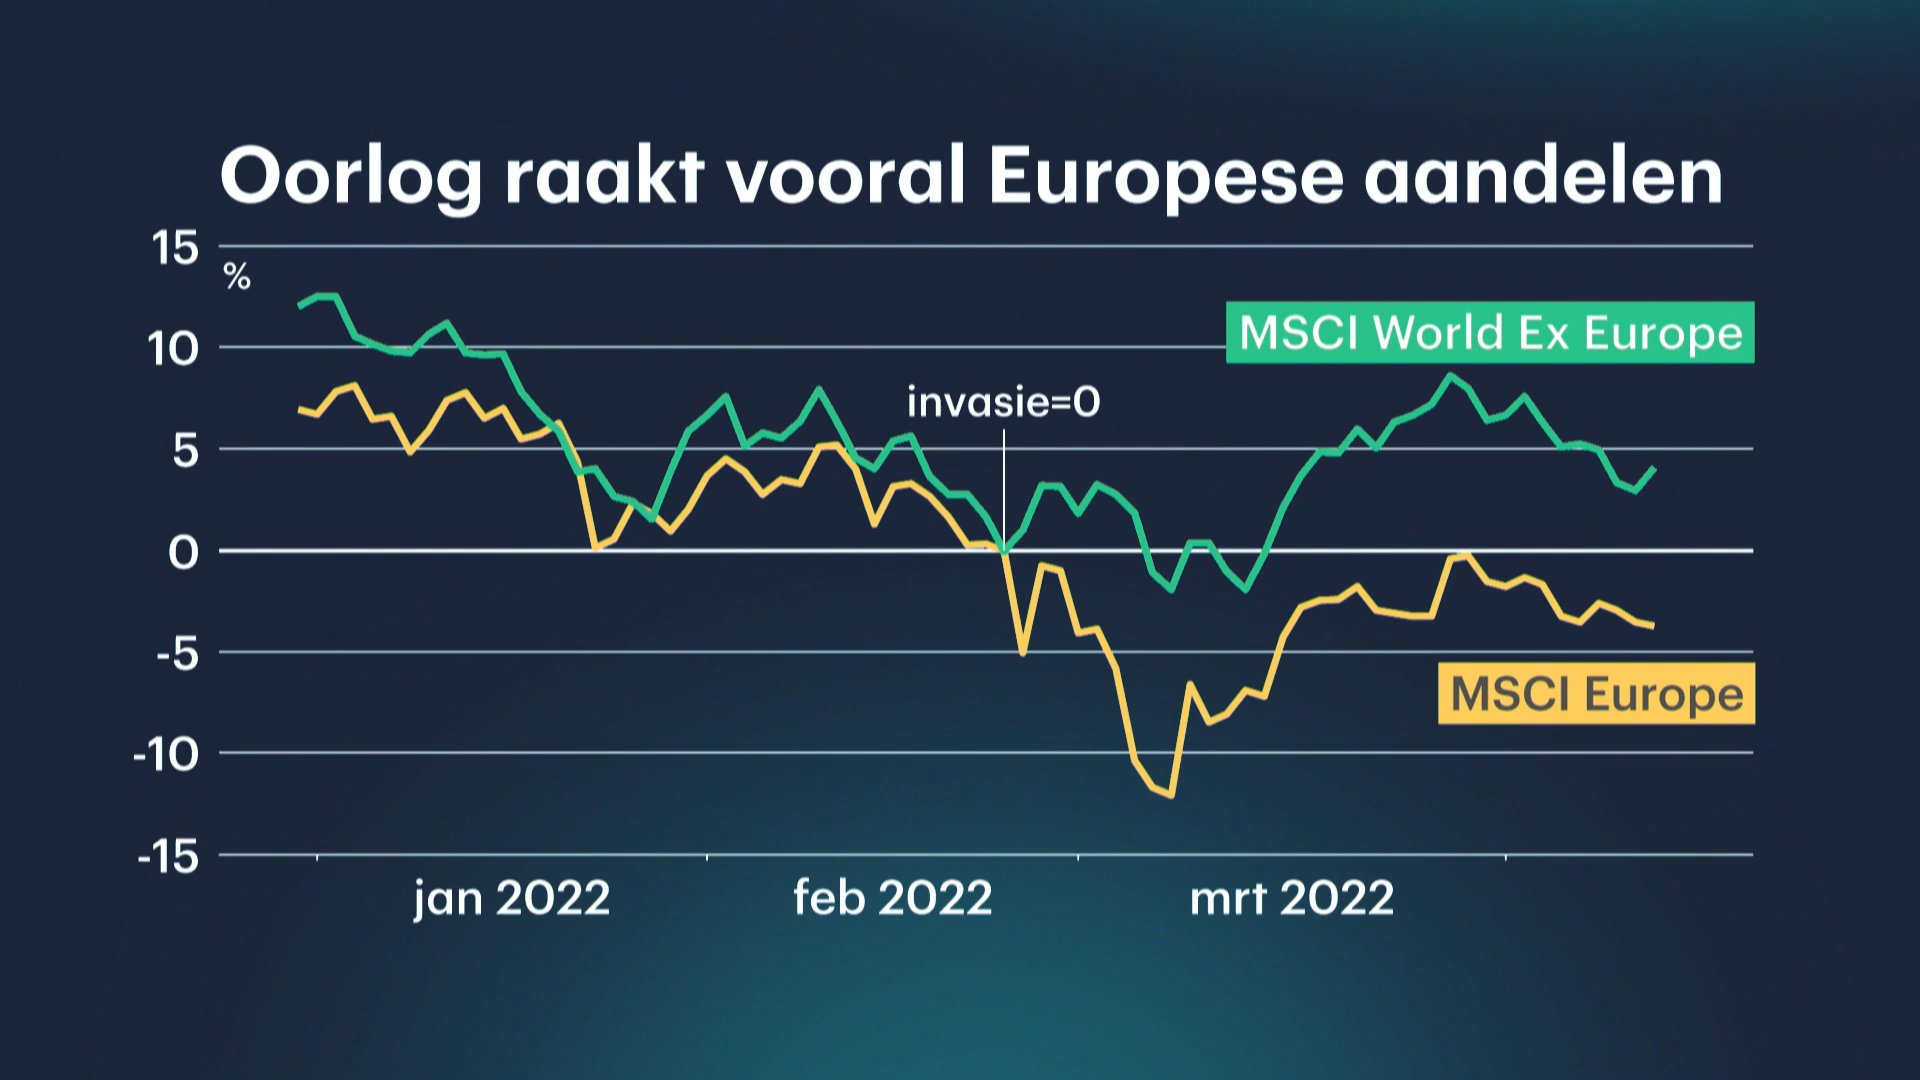 Oorlog raakt vooral Europese aandelen
15
%
10
MSCI World Ex Europe
invasie=0
5
0
-5
MSCI Europe
-10
-15
jan 2022
feb 2022
mrt 2022